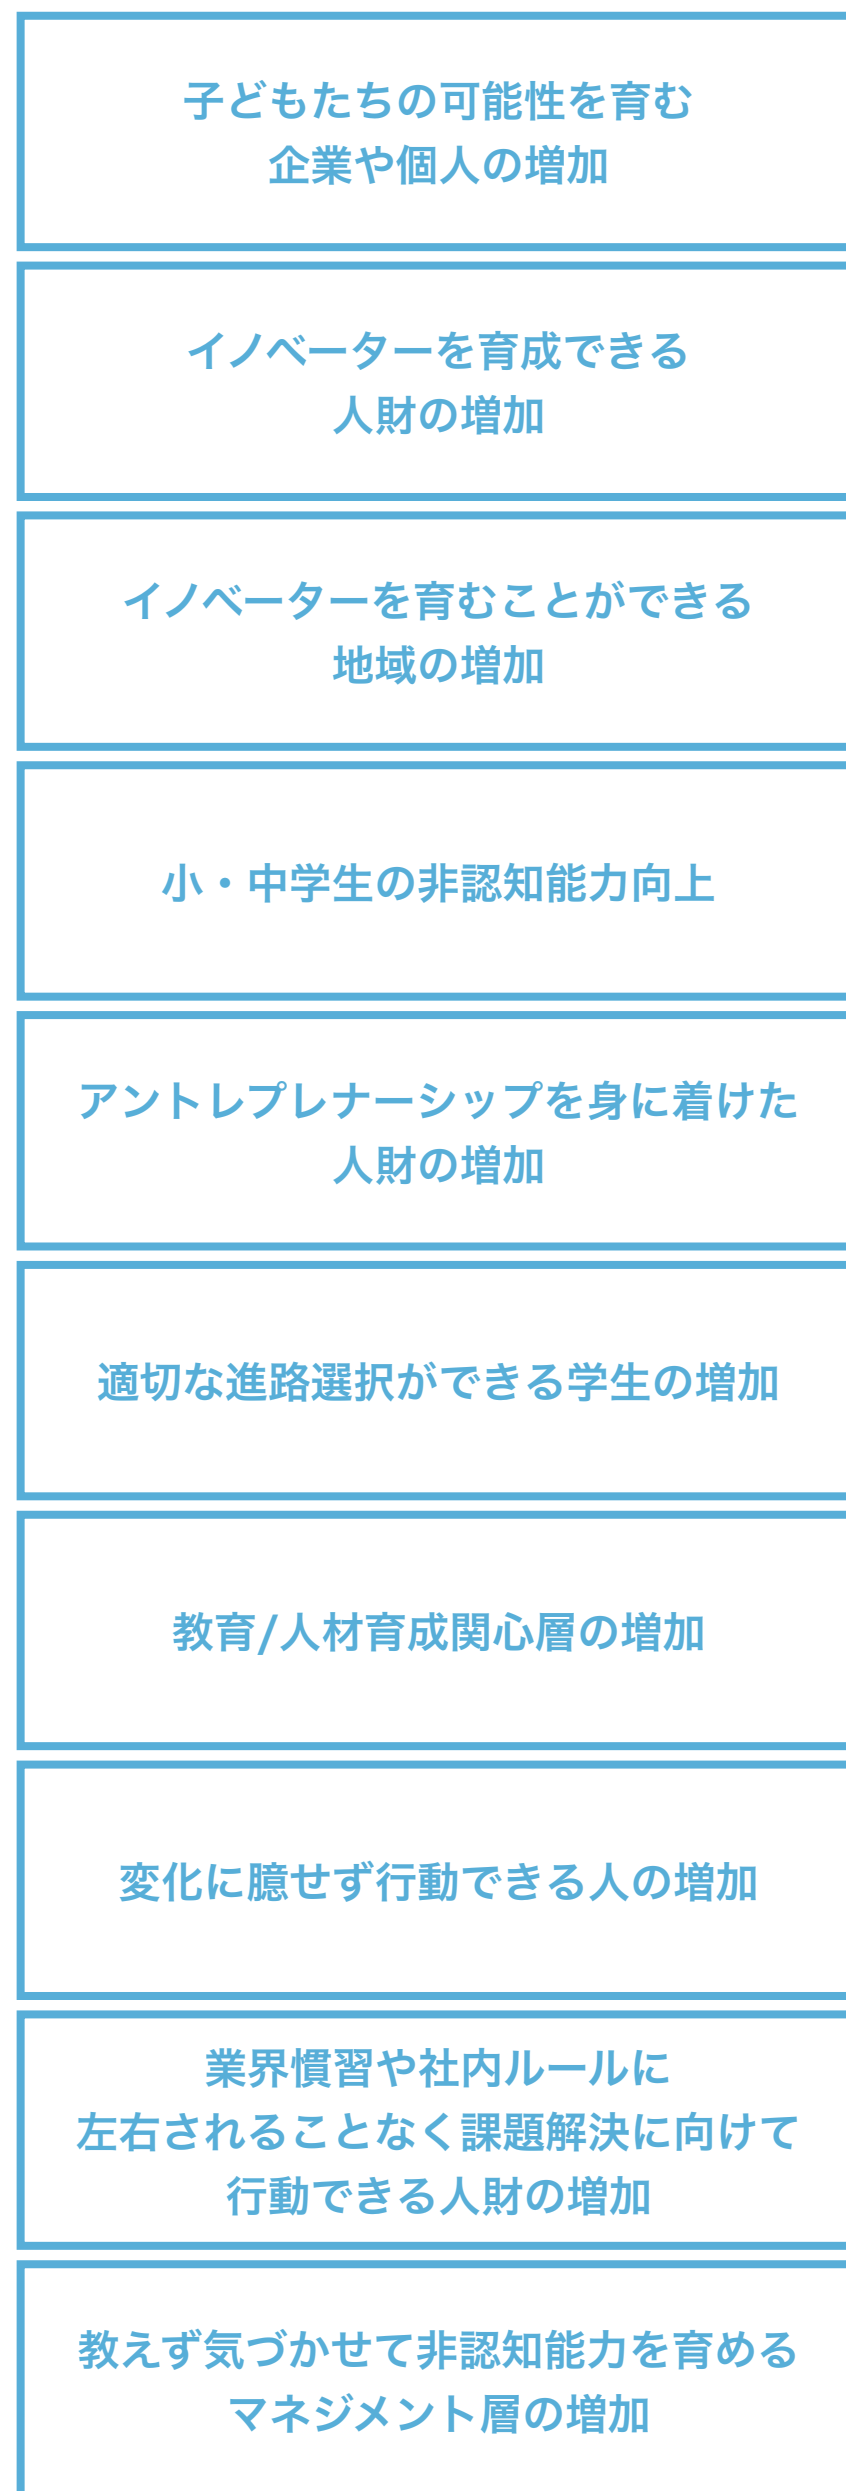 子どもたちの可能性を育む
企業や個人の増加
イノベーターを育成できる
人財の増加
イノベーターを育むことができる
地域の増加
小・中学生の非認知能力向上
アントレプレナーシップを身に着けた
人財の増加
適切な進路選択ができる学生の増加
教育/人材育成関心層の増加
変化に臆せず行動できる人の増加
業界慣習や社内ルールに
左右されることなく課題解決に向けて
行動できる人財の増加
教えず気づかせて非認知能力を育める
マネジメント層の増加